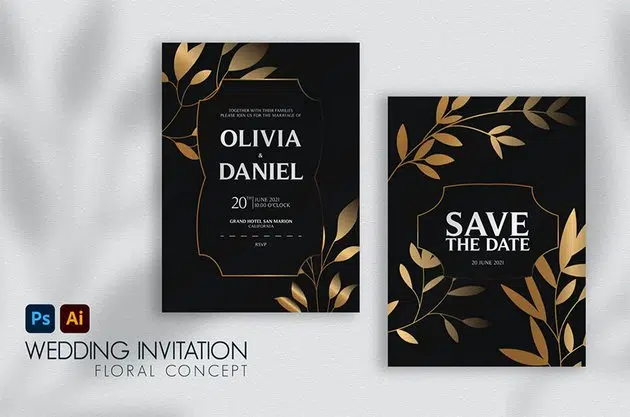 TOGETHER WITH THEIR FAMILIES
PLEASE JOIN US FOR THE MARRIAGE OF
OLIVIA
&
DANIEL
20TH
JUNE 2021
10.00 O'CLOCK
GRAND HOTEL SAN MARION
CALIFORNIA
RSVP
SAVE
THE DATE
20 JUNE 2021
Ps Ai
WEDDING INVITATION
FLORAL CONCEPT